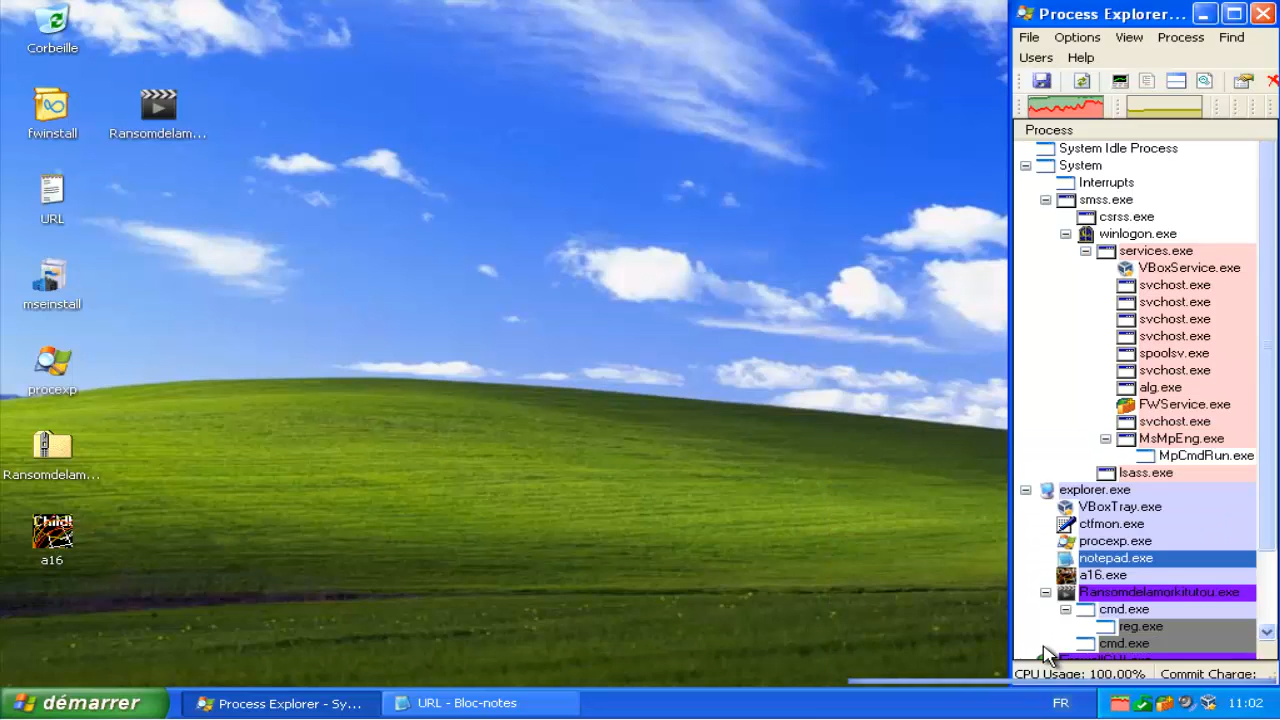 Corbeille
fwinstall
Ransomdelam...
URL
mseinstall
procexp
Ransomdelam...
Child
a16
Process Explorer...
File Options View Process Find
Users Help
Process
System Idle Process
System
Interrupts
smss.exe
csrss.exe
winlogon.exe
services.exe
VBoxService.exe
svchost.exe
svchost.exe
svchost.exe
svchost.exe
spoolsv.exe
svchost.exe
alg.exe
FWService.exe
svchost.exe
MsMpEng.exe
MpCmdRun.exe
lsass.exe
explorer.exe
VBoxTray.exe
ctfmon.exe
procexp.exe
notepad.exe
a16.exe
Ransomdelamorkitutou.exe
cmd.exe
reg.exe
cmd.exe
CPU Usage: 100.00% Commit Charge:
démarrer
Process Explorer - Sy...
URL - Bloc-notes
FR
11:02